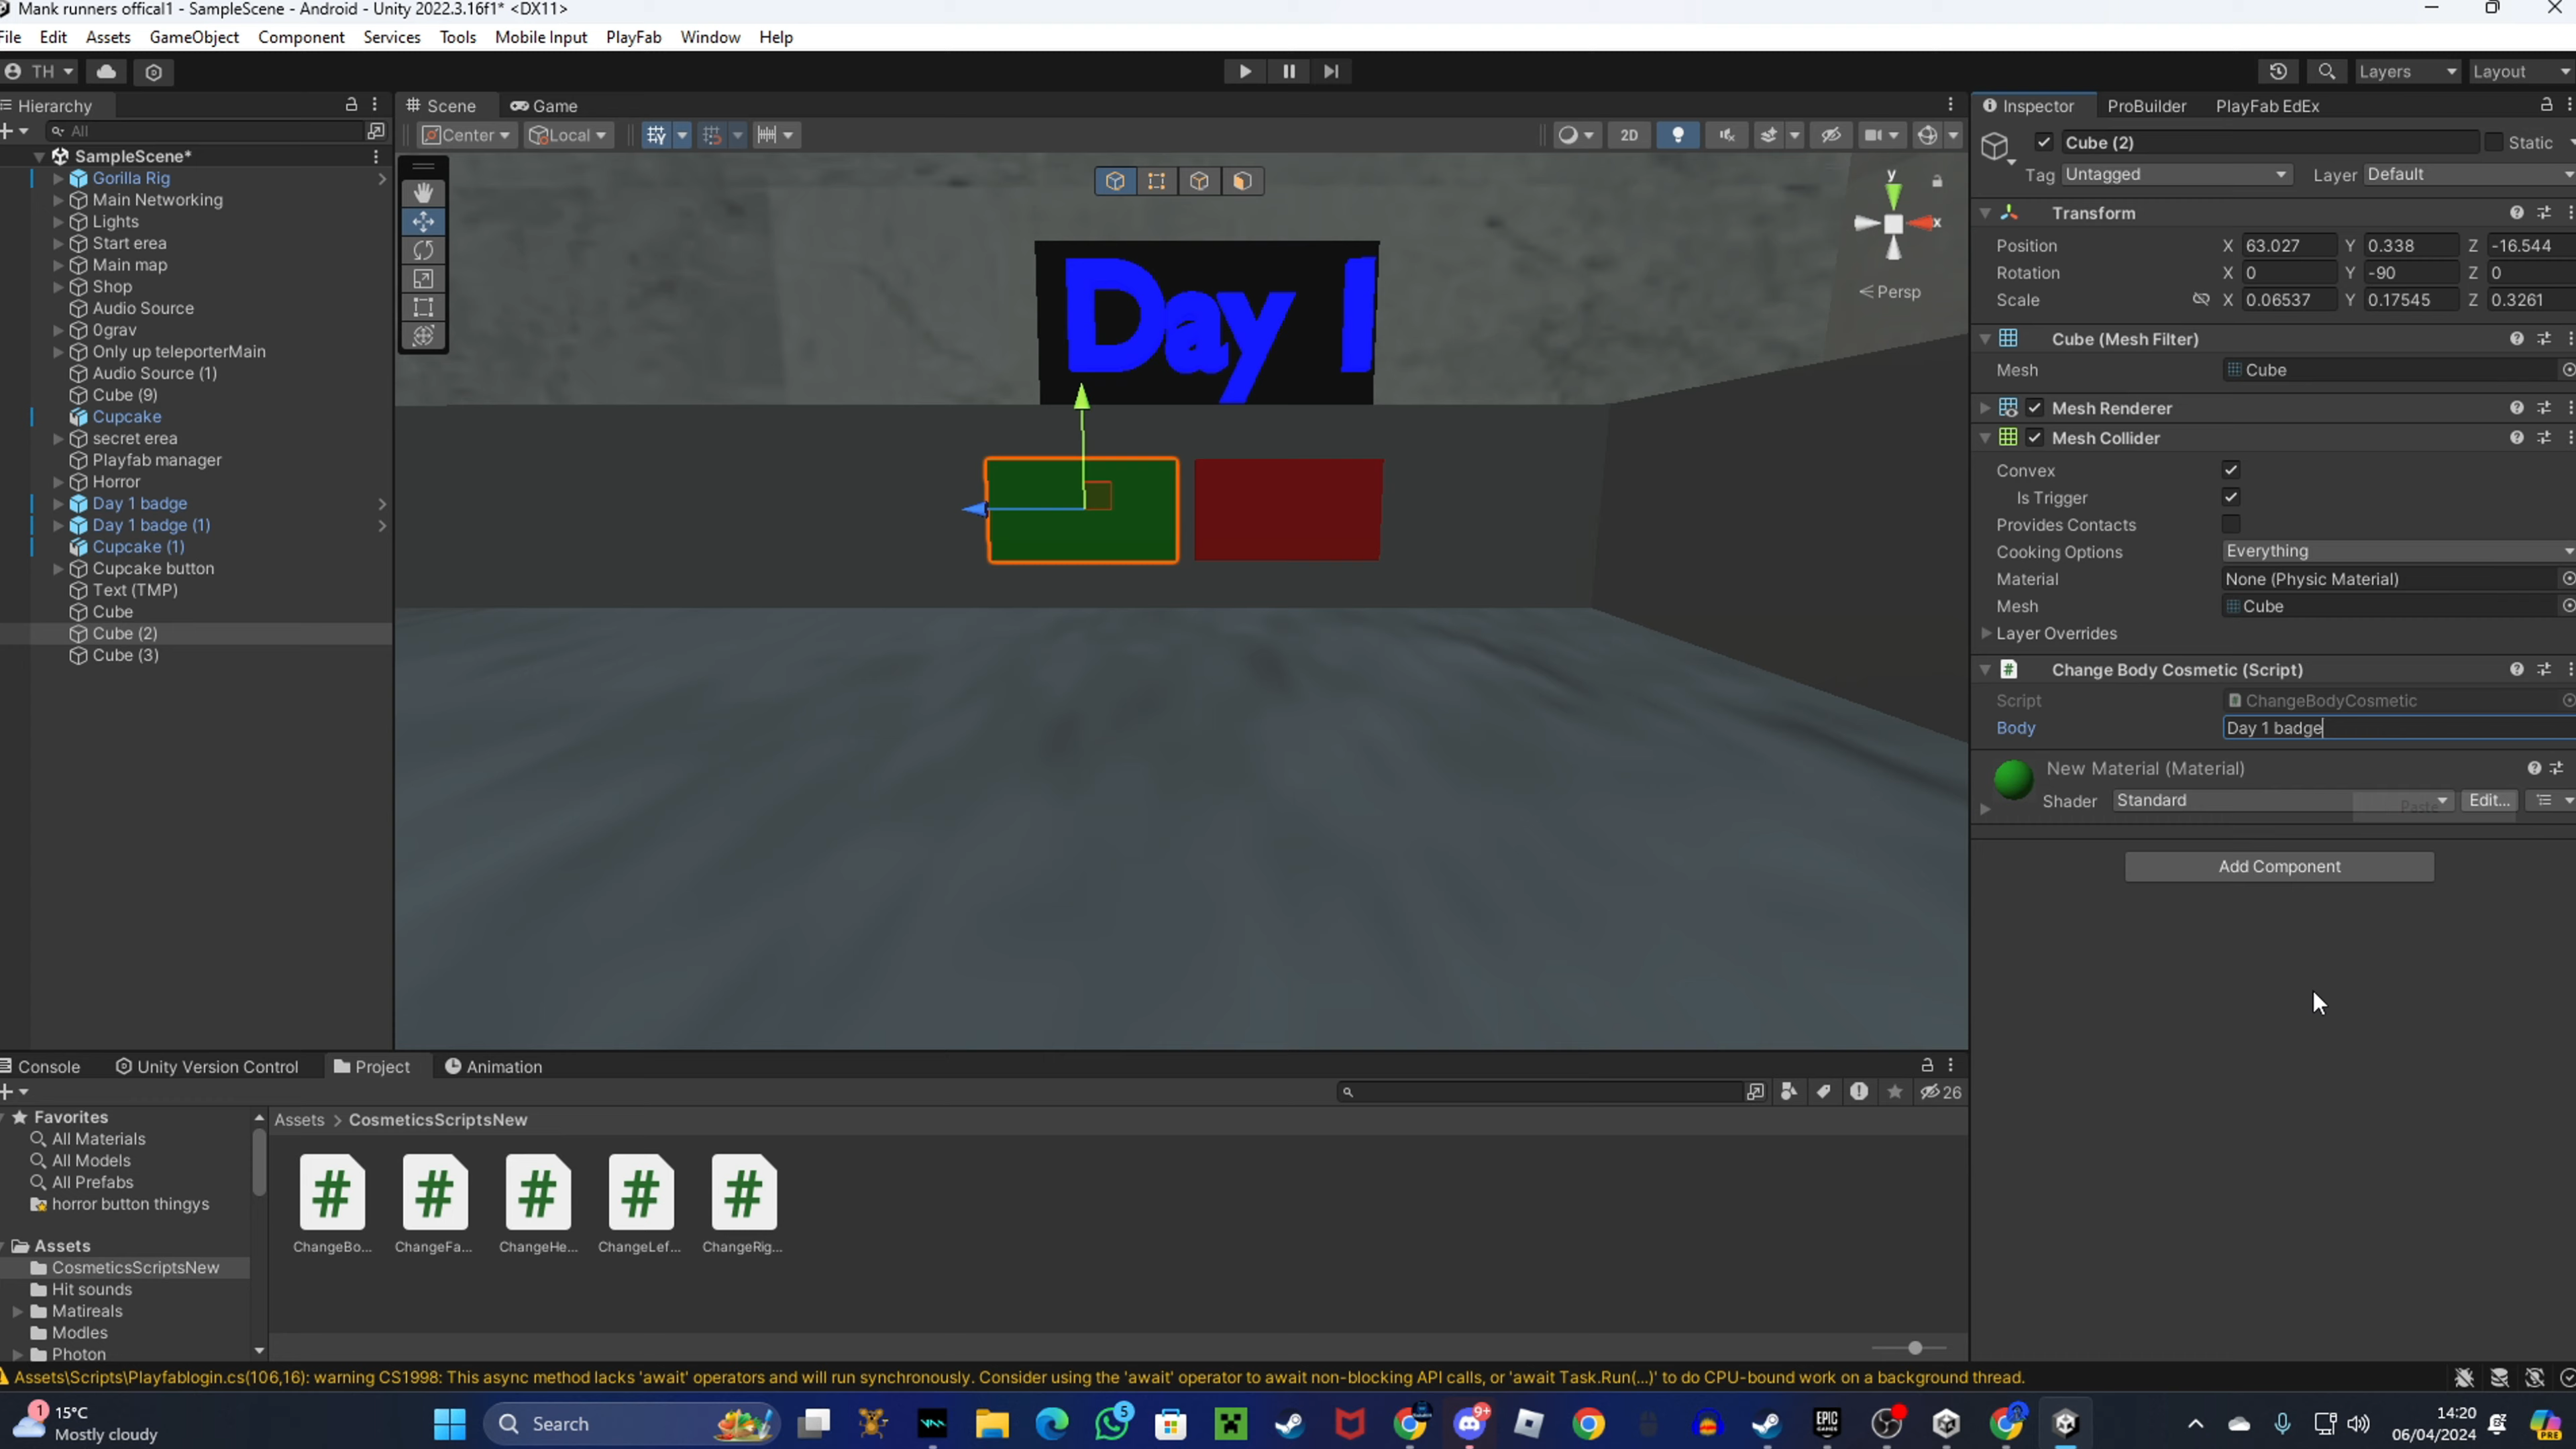 Mank runners offical1 - SampleScene - Android - Unity 2022.3.16f1* <DX11>
File Edit Assets GameObject Component Services Tools Mobile Input PlayFab Window Help
TH
Layers Layout
Hierarchy
All
SampleScene*
Gorilla Rig
Main Networking
Lights
Start erea
Main map
Shop
Audio Source
0grav
Only up teleporterMain
Audio Source (1)
Cube (9)
Cupcake
secret erea
Playfab manager
Horror
Day 1 badge
Day 1 badge (1)
Cupcake (1)
Cupcake button
Text (TMP)
Cube
Cube (2)
Cube (3)
Scene Game
Center Local 2D
y
x
Persp
Day 1
Inspector ProBuilder PlayFab EdEx
Cube (2) Static
Tag Untagged Layer Default
Transform
Position X 63.027 Y 0.338 Z -16.544
Rotation X 0 Y -90 Z 0
Scale X 0.06537 Y 0.17545 Z 0.3261
Cube (Mesh Filter)
Mesh Cube
Mesh Renderer
Mesh Collider
Convex
Is Trigger
Provides Contacts
Cooking Options Everything
Material None (Physic Material)
Mesh Cube
Layer Overrides
Change Body Cosmetic (Script)
Script ChangeBodyCosmetic
Body Day 1 badge
New Material (Material)
Shader Standard Paste Edit...
Add Component
Console Unity Version Control Project Animation
26
Favorites
All Materials
All Models
All Prefabs
horror button thingys
Assets
CosmeticsScriptsNew
Hit sounds
Matireals
Modles
Photon
Assets > CosmeticsScriptsNew
ChangeBo... ChangeFa... ChangeHe... ChangeLef... ChangeRig...
Assets\Scripts\Playfablogin.cs(106,16): warning CS1998: This async method lacks 'await' operators and will run synchronously. Consider using the 'await' operator to await non-blocking API calls, or 'await Task.Run(...)' to do CPU-bound work on a background thread.
1
15°C
Mostly cloudy
Search
5
9+
EPIC
GAMES
14:20
06/04/2024
PRE